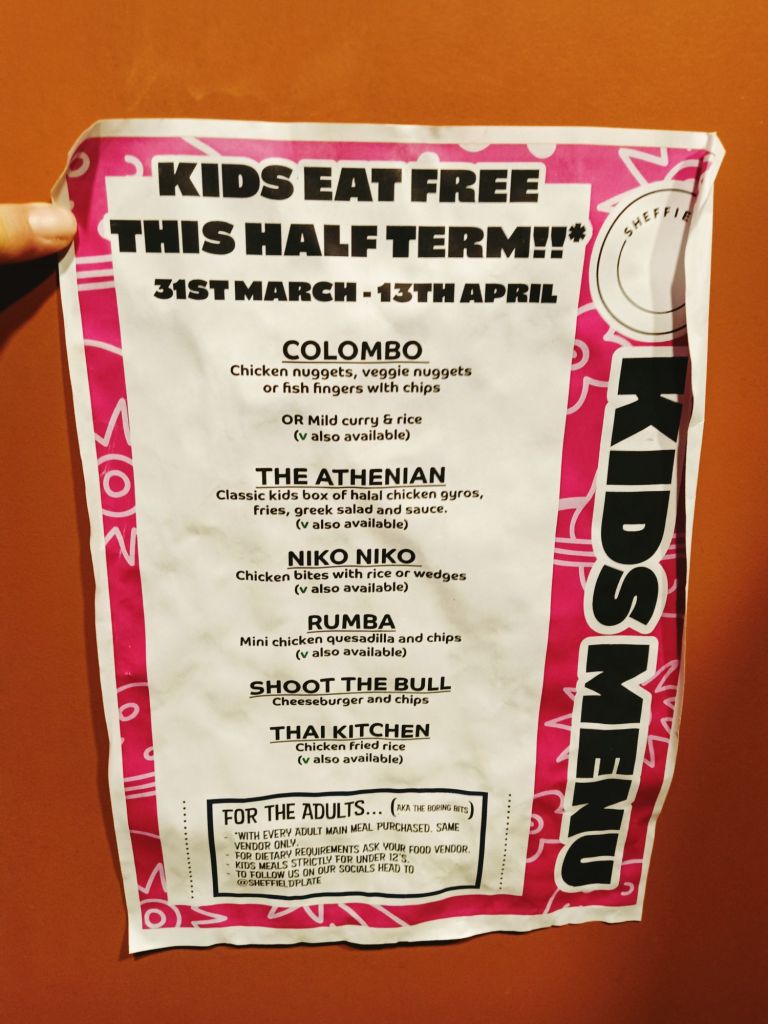 KIDS EAT FREE
THIS HALF TERM!!*
31ST MARCH - 13TH APRIL
SHEFFIE
COLOMBO
Chicken nuggets, veggie nuggets
or fish fingers with chips
OR Mild curry & rice
(v also available)
THE ATHENIAN
Classic kids box of halal chicken gyros,
fries, greek salad and sauce.
(v also available)
NIKO NIKO
Chicken bites with rice or wedges
(v also available)
RUMBA
Mini chicken quesadilla and chips
(v also available)
SHOOT THE BULL
Cheeseburger and chips
THAI KITCHEN
Chicken fried rice
(v also available)
FOR THE ADULTS... (AKA THE BORING BITS)
- *WITH EVERY ADULT MAIN MEAL PURCHASED. SAME
VENDOR ONLY.
- FOR DIETARY REQUIREMENTS ASK YOUR FOOD VENDOR.
- KIDS MEALS STRICTLY FOR UNDER 12'S.
- TO FOLLOW US ON OUR SOCIALS HEAD TO
@SHEFFIELDPLATE
KIDS MENU